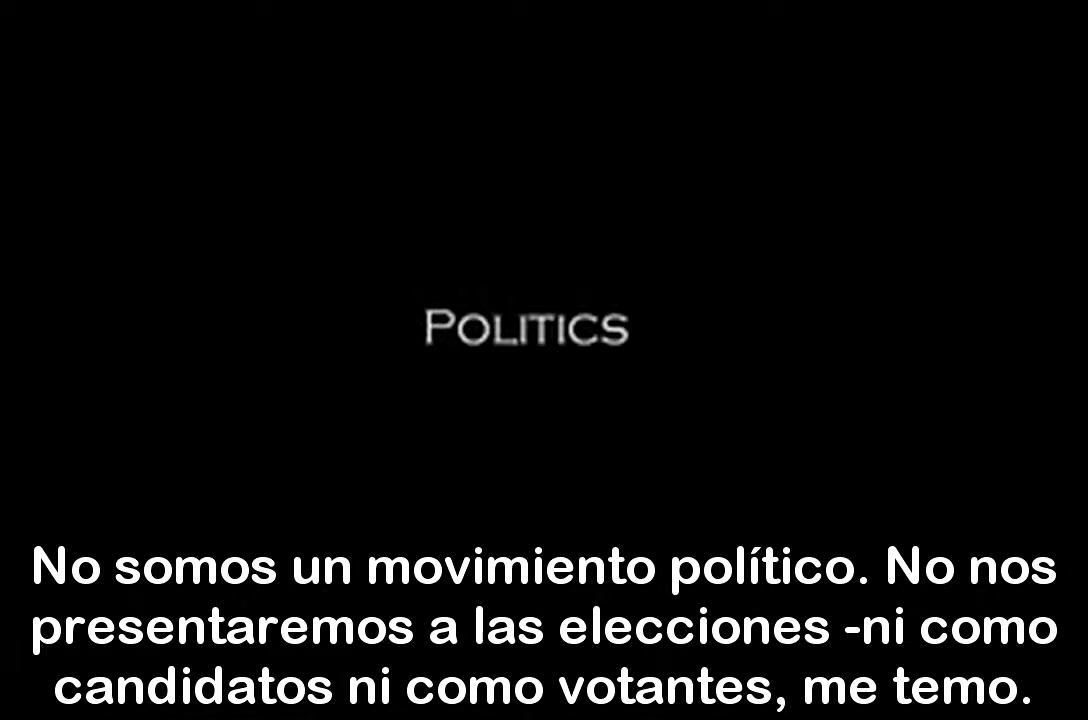 POLITICS
No somos un movimiento político. No nos
presentaremos a las elecciones -ni como
candidatos ni como votantes, me temo.